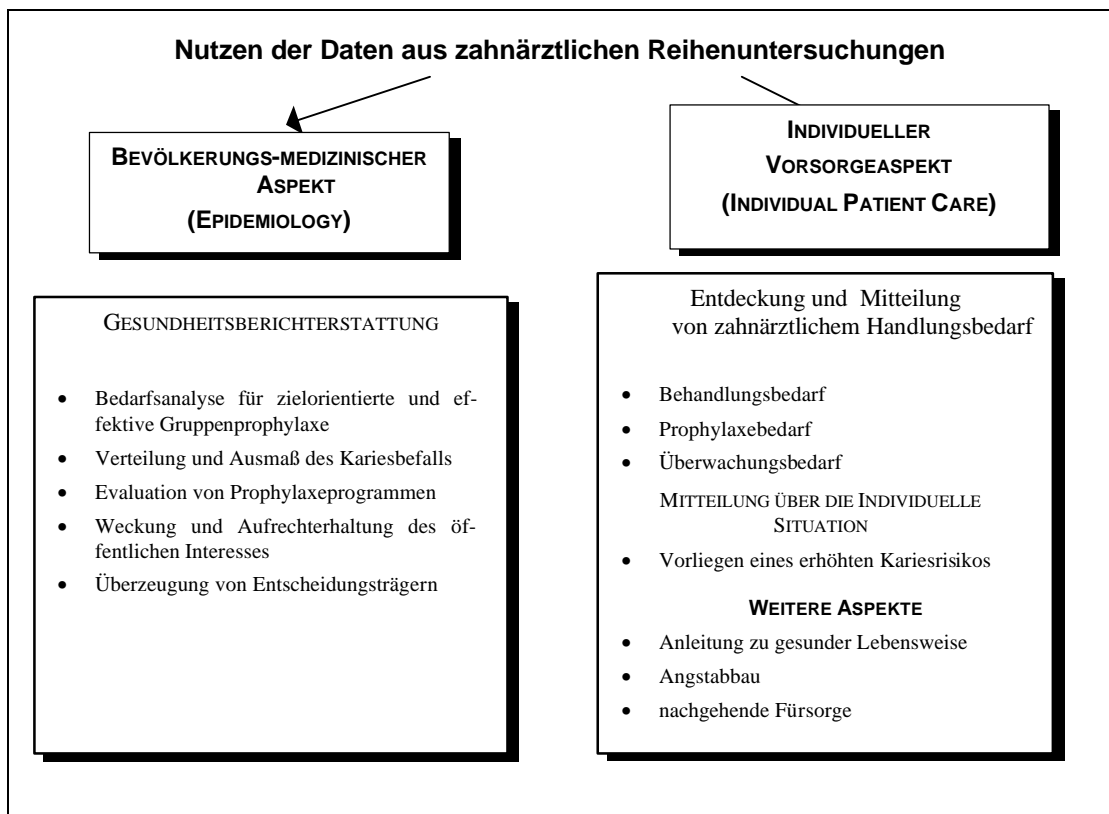 Nutzen der Daten aus zahnärztlichen Reihenuntersuchungen
BEVÖLKERUNGS-MEDIZINISCHER
ASPEKT
(EPIDEMIOLOGY)
GESUNDHEITSBERICHTERSTATTUNG
• Bedarfsanalyse für zielorientierte und ef-
fektive Gruppenprophylaxe
• Verteilung und Ausmaß des Kariesbefalls
• Evaluation von Prophylaxeprogrammen
• Weckung und Aufrechterhaltung des öf-
fentlichen Interesses
• Überzeugung von Entscheidungsträgern
INDIVIDUELLER
VORSORGEASPEKT
(INDIVIDUAL PATIENT CARE)
Entdeckung und Mitteilung
von zahnärztlichem Handlungsbedarf
• Behandlungsbedarf
• Prophylaxebedarf
• Überwachungsbedarf
MITTEILUNG ÜBER DIE INDIVIDUELLE
SITUATION
• Vorliegen eines erhöhten Kariesrisikos
WEITERE ASPEKTE
• Anleitung zu gesunder Lebensweise
• Angstabbau
• nachgehende Fürsorge